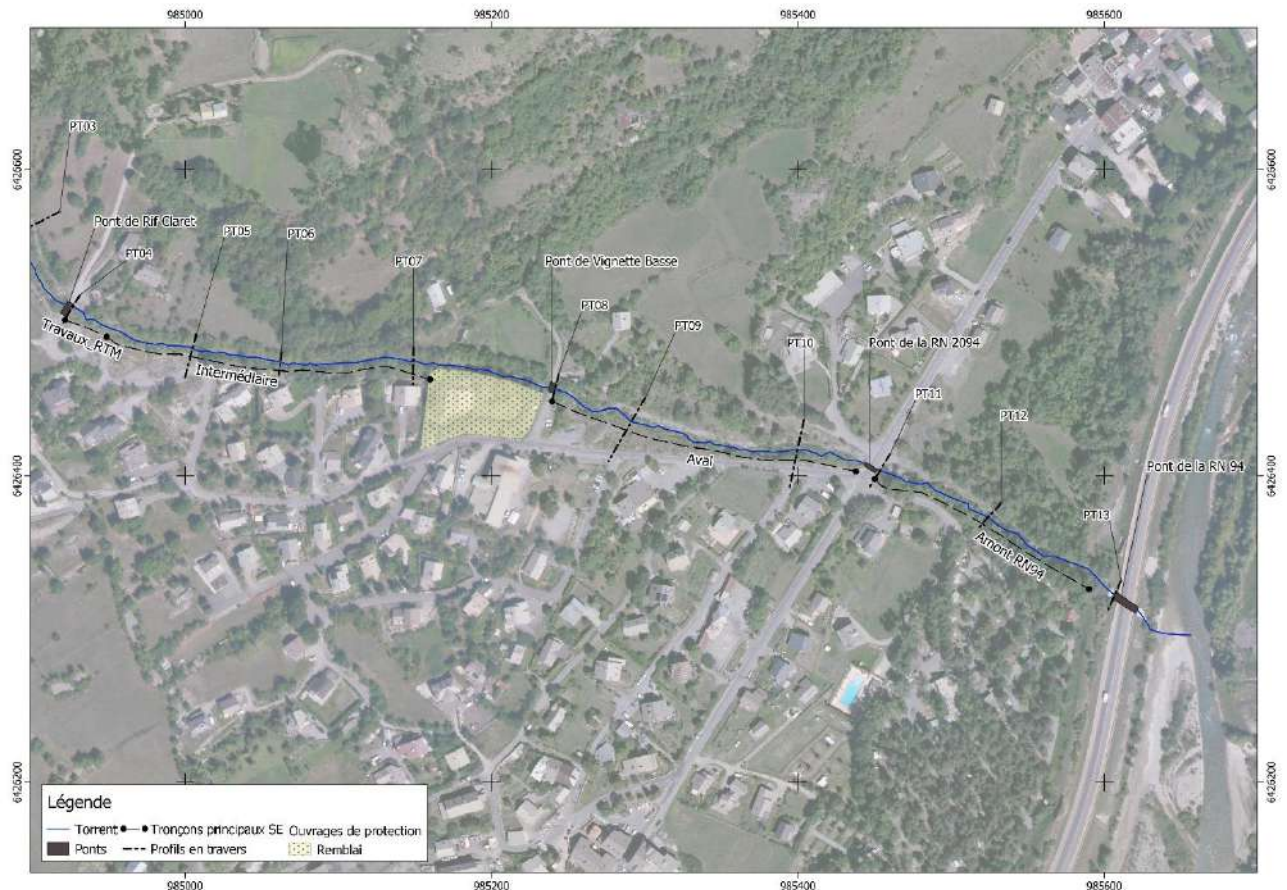 985000 985200 985400 985600
PT03
6426600 6426600
Pont de Rif Claret
PT04
PT05
PT06
PT07
Pont de Vignette Basse
PT08
PT09
PT10
Pont de la RN 2094
PT11
PT12
Travaux_RTM
Intermédiaire
Aval
6426400 6426400
Pont de la RN 94
PT13
Amont RN94
6426200 6426200
Légende
Torrent Tronçons principaux SE Ouvrages de protection
Ponts Profils en travers Remblai
985000 985200 985400 985600